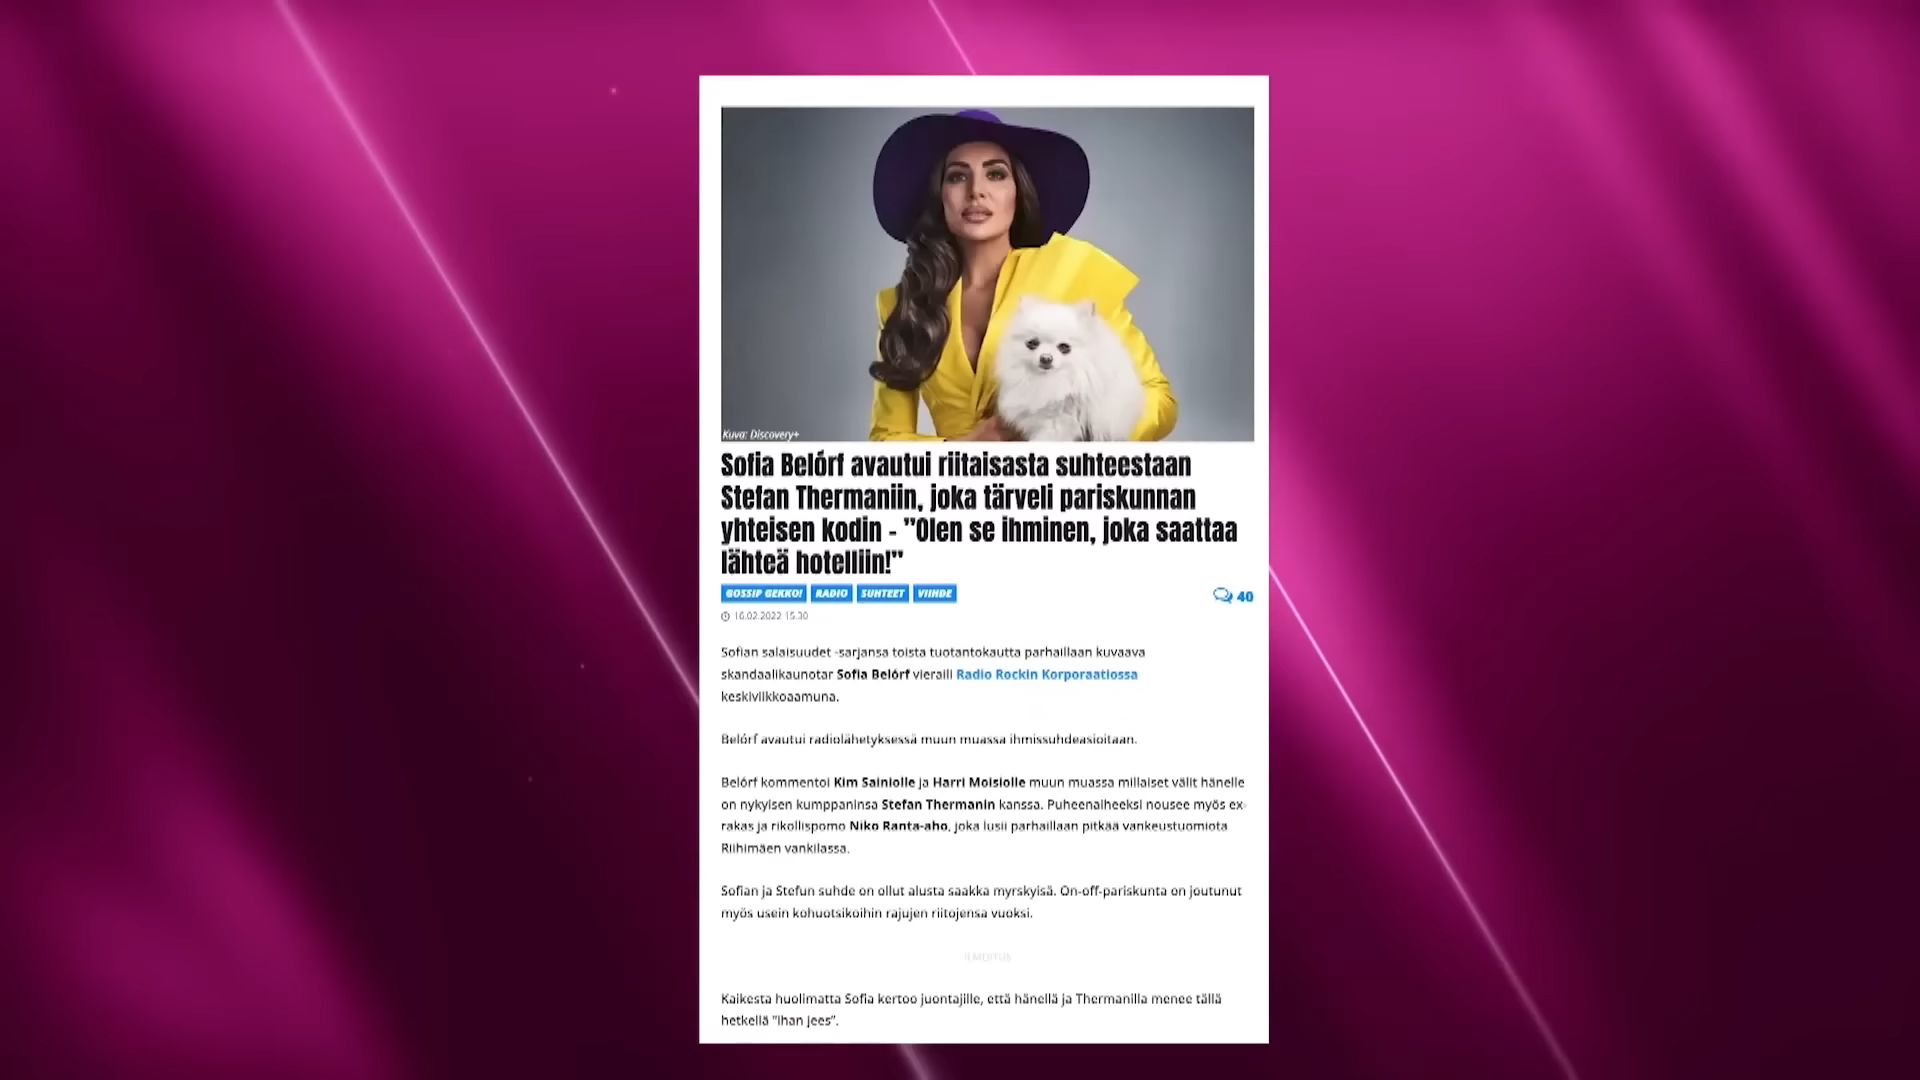 Kuva: Discovery+
Sofia Belórf avautui riitaisasta suhteestaan
Stefan Thermaniin, joka tärveli pariskunnan
yhteisen kodin - ”Olen se ihminen, joka saattaa
lähteä hotelliin!”
GOSSIP GEKKO! RADIO SUHTEET VIIHDE 40
16.02.2022 15.30
Sofian salaisuudet -sarjansa toista tuotantokautta parhaillaan kuvaava
skandaalikaunotar Sofia Belórf vieraili Radio Rockin Korporaatiossa
keskiviikkoaamuna.
Belórf avautui radiolähetyksessä muun muassa ihmissuhdeasioitaan.
Belórf kommentoi Kim Sainiolle ja Harri Moisiolle muun muassa millaiset välit hänelle
on nykyisen kumppaninsa Stefan Thermanin kanssa. Puheenaiheeksi nousee myös ex-
rakas ja rikollispomo Niko Ranta-aho, joka lusii parhaillaan pitkää vankeustuomiota
Riihimäen vankilassa.
Sofian ja Stefun suhde on ollut alusta saakka myrskyisä. On-off-pariskunta on joutunut
myös usein kohuotsikoihin rajujen riitojensa vuoksi.
ILMOITUS
Kaikesta huolimatta Sofia kertoo juontajille, että hänellä ja Thermanilla menee tällä
hetkellä ”ihan jees”.